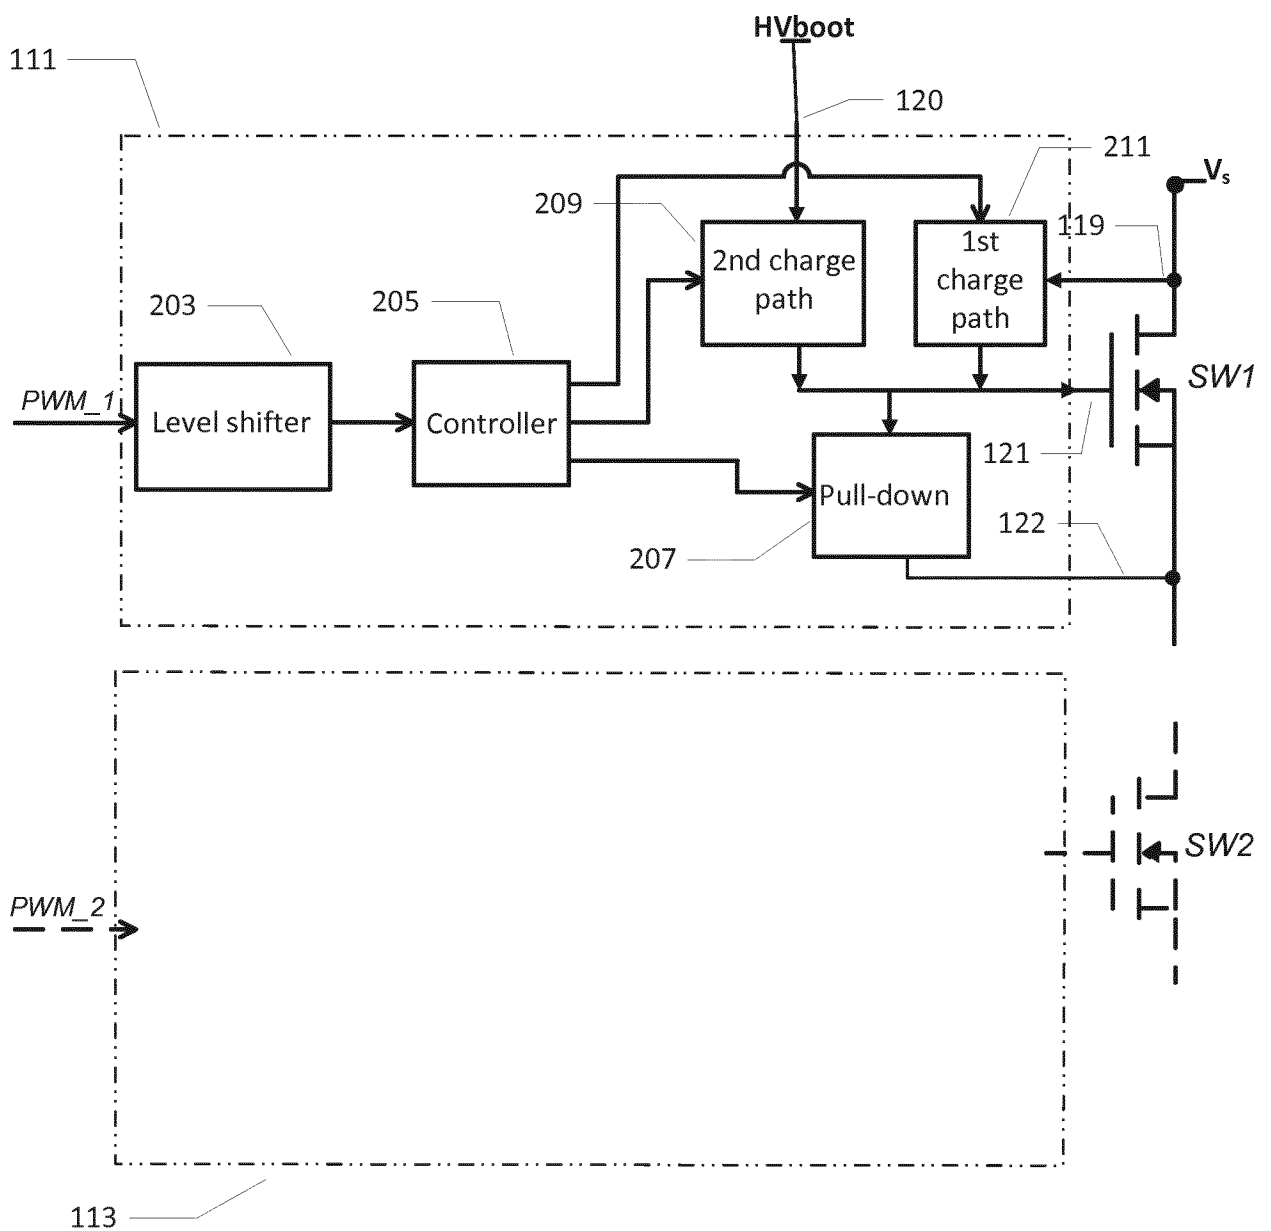 HVboot
111
120
211
Vs
209
119
2nd charge
path
1st
charge
path
203
205
SW1
PWM_1
Level shifter
Controller
121
Pull-down
122
207
SW2
PWM_2
113